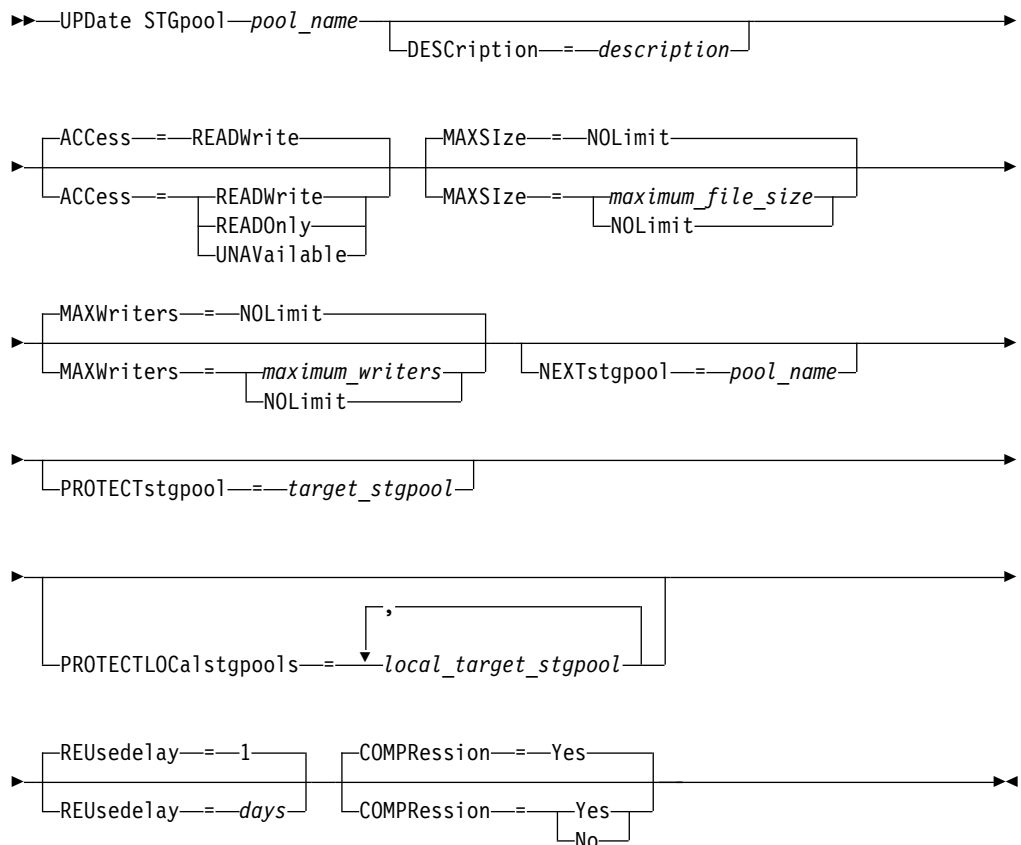 UPDate STGpool pool_name
DESCription = description
ACCess = READWrite
MAXSIze = NOLimit
ACCess = READWrite
MAXSIze = maximum_file_size
READOnly
NOLimit
UNAVailable
MAXWriters = NOLimit
MAXWriters = maximum_writers
NEXTstgpool = pool_name
NOLimit
PROTECTstgpool = target_stgpool
,
PROTECTLOCalstgpools = local_target_stgpool
REUsedelay = 1
COMPRession = Yes
REUsedelay = days
COMPRession = Yes
No